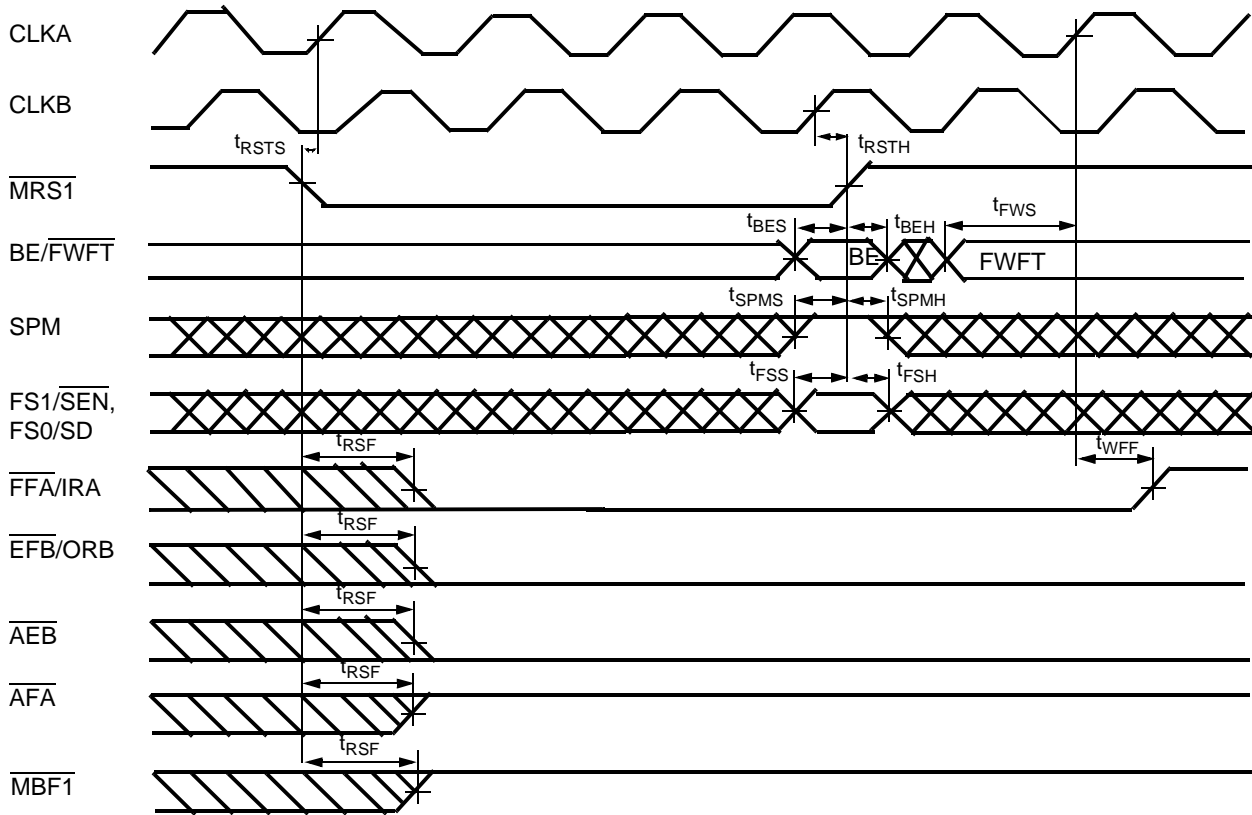 CLKA
CLKB
tRSTS
tRSTH
MRS1
tBES
tBEH
tFWS
BE/FWFT
BE
FWFT
tSPMS
tSPMH
SPM
tFSS
tFSH
FS1/SEN,
FS0/SD
tRSF
tWFF
FFA/IRA
tRSF
EFB/ORB
tRSF
AEB
tRSF
AFA
tRSF
MBF1